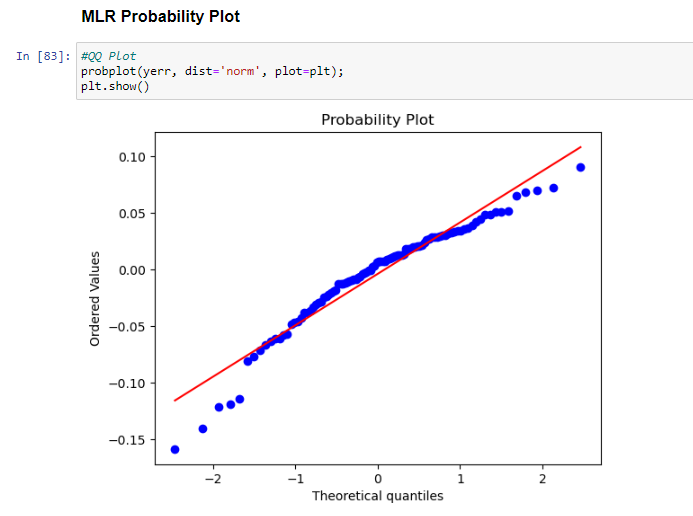 MLR Probability Plot
In [83]: #QQ Plot
probplot(yerr, dist='norm', plot=plt);
plt.show()
Probability Plot
0.10
0.05
0.00
−0.05
−0.10
−0.15
Ordered Values
−2 −1 0 1 2
Theoretical quantiles